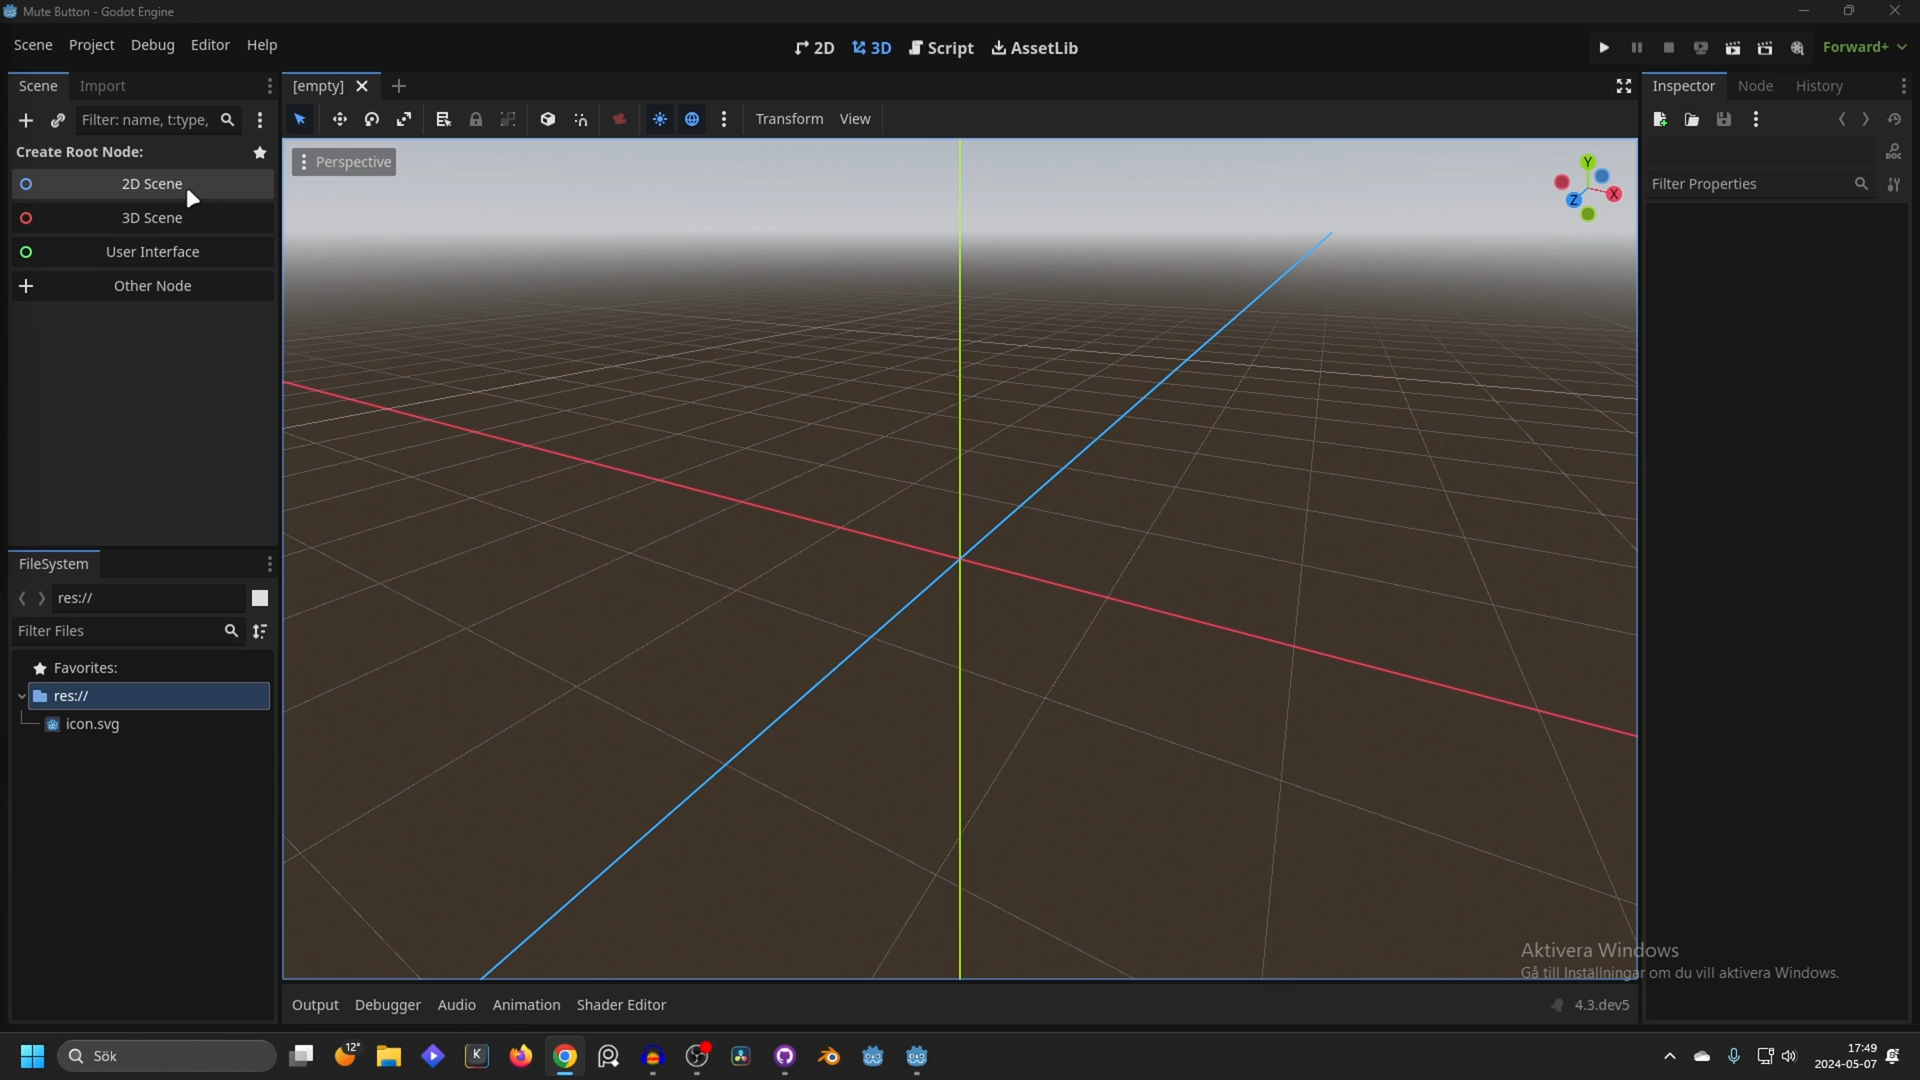 Mute Button - Godot Engine
Scene Project Debug Editor Help
2D 3D Script AssetLib
Forward+
Scene Import
[empty]
Inspector Node History
Filter: name, t:type,
Transform View
Create Root Node:
Perspective
2D Scene
3D Scene
User Interface
Other Node
Y
X
Z
DOC
Filter Properties
FileSystem
res://
Filter Files
Favorites:
res://
icon.svg
Aktivera Windows
Gå till Inställningar om du vill aktivera Windows.
Output Debugger Audio Animation Shader Editor
4.3.dev5
Sök
12°
K
17:49
2024-05-07